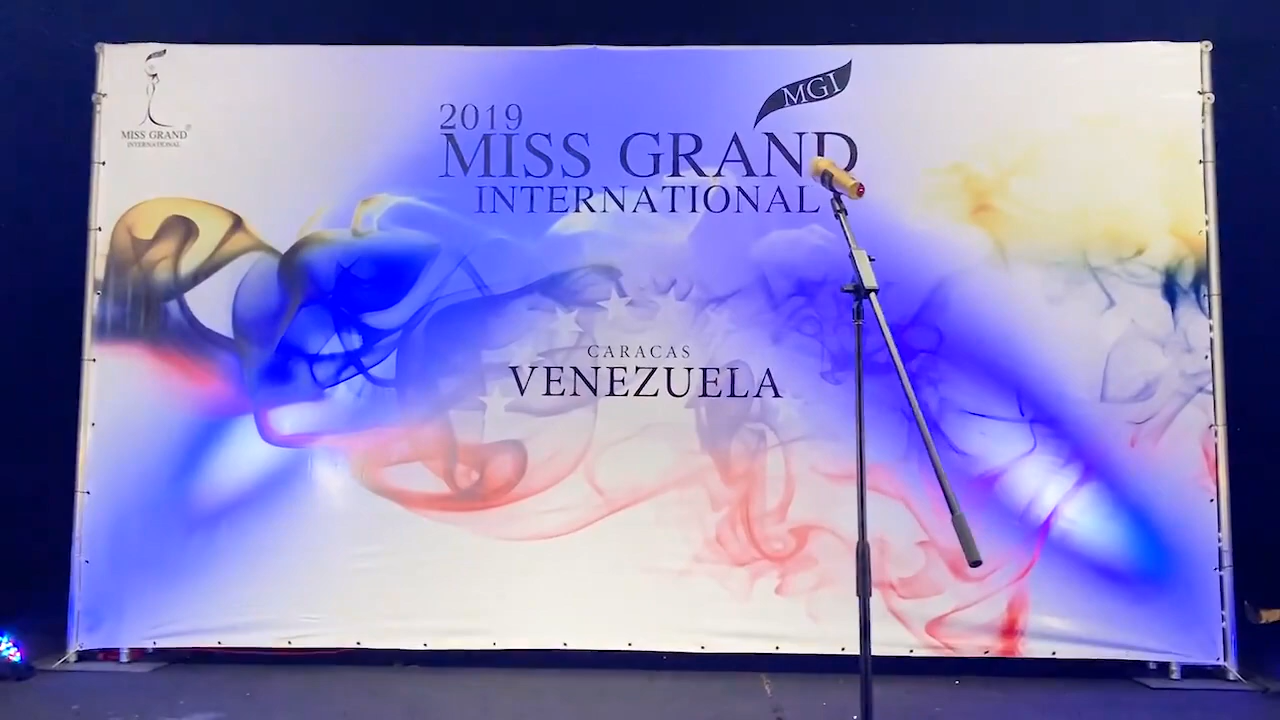 MISS GRAND
INTERNATIONAL
MGI
2019
MISS GRAND
INTERNATIONAL
CARACAS
VENEZUELA